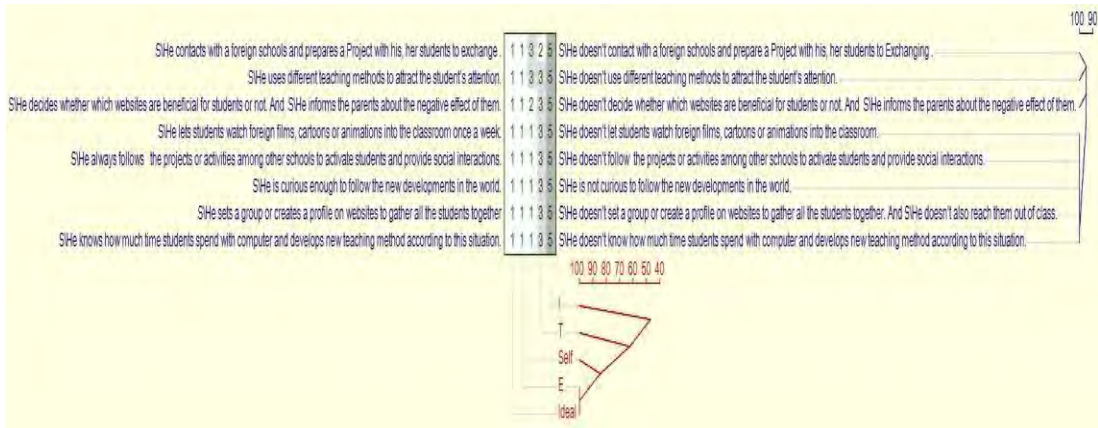 100 90
S\He contacts with a foreign schools and prepares a Project with his, her students to exchange . 1 1 3 2 5 S\He doesn't contact with a foreign schools and prepare a Project with his, her students to Exchanging .
S\He uses different teaching methods to attract the student's attention. 1 1 3 3 5 S\He doesn't use different teaching methods to attract the student's attention.
S\He decides whether which websites are beneficial for students or not. And S\He informs the parents about the negative effect of them. 1 1 2 3 5 S\He doesn't decide whether which websites are beneficial for students or not. And S\He informs the parents about the negative effect of them.
S\He lets students watch foreign films, cartoons or animations into the classroom once a week. 1 1 1 3 5 S\He doesn't let students watch foreign films, cartoons or animations into the classroom.
S\He always follows the projects or activities among other schools to activate students and provide social interactions. 1 1 1 3 5 S\He doesn't follow the projects or activities among other schools to activate students and provide social interactions.
S\He is curious enough to follow the new developments in the world. 1 1 1 3 5 S\He is not curious to follow the new developments in the world.
S\He sets a group or creates a profile on websites to gather all the students together 1 1 1 3 5 S\He doesn't set a group or create a profile on websites to gather all the students together. And S\He doesn't also reach them out of class.
S\He knows how much time students spend with computer and develops new teaching method according to this situation. 1 1 1 3 5 S\He doesn't know how much time students spend with computer and develops new teaching method according to this situation.
100 90 80 70 60 50 40
I
T
Self
E
Ideal